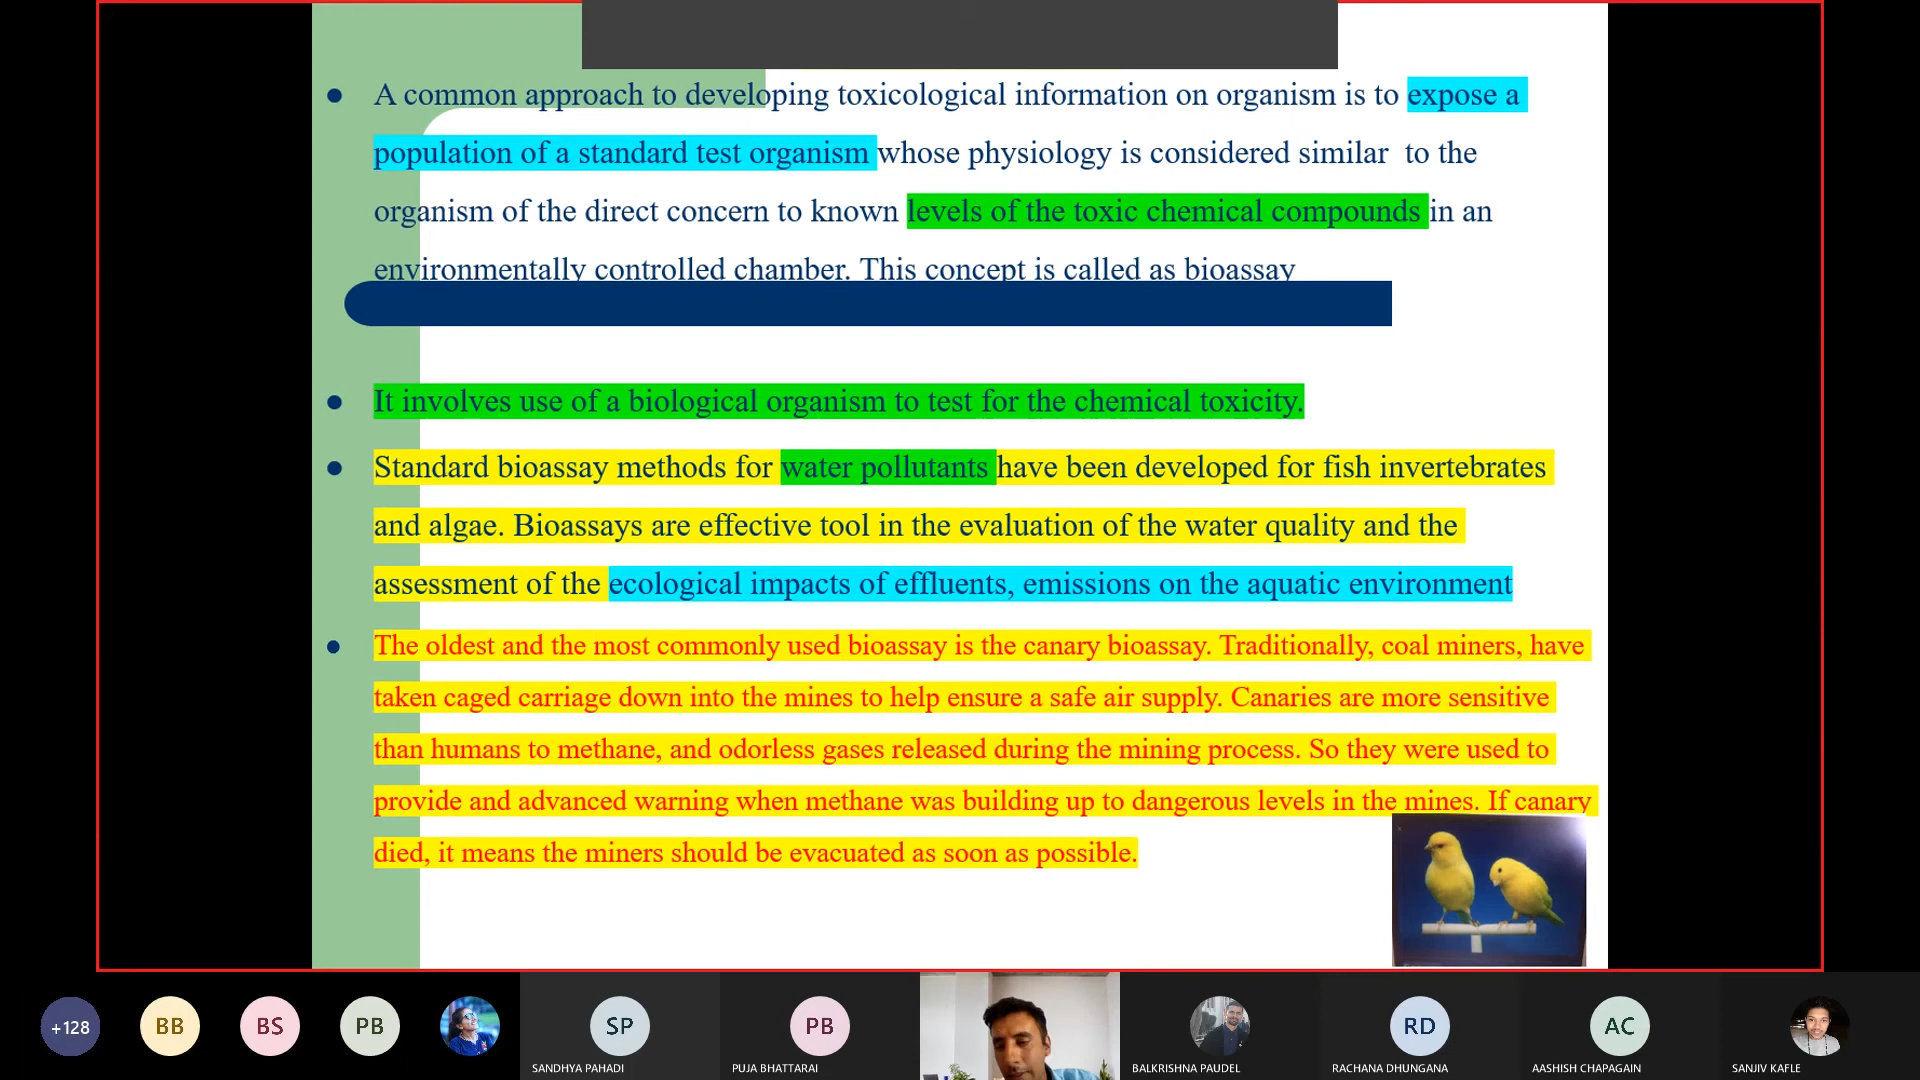 A common approach to developing toxicological information on organism is to expose a
population of a standard test organism whose physiology is considered similar to the
organism of the direct concern to known levels of the toxic chemical compounds in an
environmentally controlled chamber. This concept is called as bioassay
It involves use of a biological organism to test for the chemical toxicity.
Standard bioassay methods for water pollutants have been developed for fish invertebrates
and algae. Bioassays are effective tool in the evaluation of the water quality and the
assessment of the ecological impacts of effluents, emissions on the aquatic environment
The oldest and the most commonly used bioassay is the canary bioassay. Traditionally, coal miners, have
taken caged carriage down into the mines to help ensure a safe air supply. Canaries are more sensitive
than humans to methane, and odorless gases released during the mining process. So they were used to
provide and advanced warning when methane was building up to dangerous levels in the mines. If canary
died, it means the miners should be evacuated as soon as possible.
+128
BB
BS
PB
SP
PB
RD
AC
SANDHYA PAHADI
PUJA BHATTARAI
BALKRISHNA PAUDEL
RACHANA DHUNGANA
AASHISH CHAPAGAIN
SANJIV KAFLE